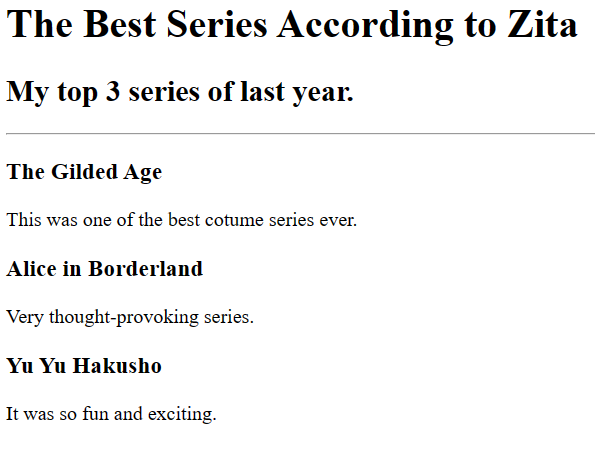 The Best Series According to Zita
My top 3 series of last year.
The Gilded Age
This was one of the best cotume series ever.
Alice in Borderland
Very thought-provoking series.
Yu Yu Hakusho
It was so fun and exciting.